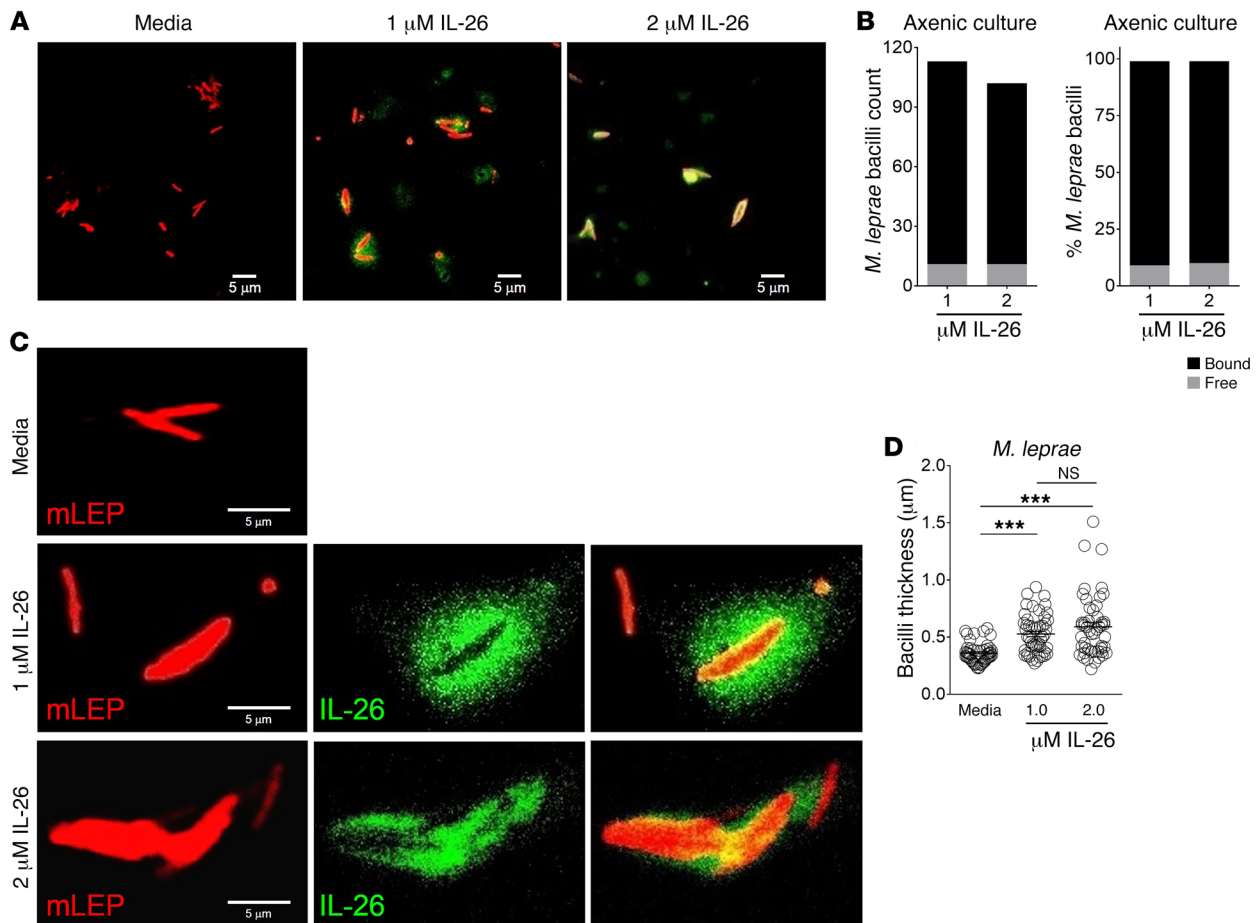 A
Media
1 μM IL-26
2 μM IL-26
5 μm
5 μm
5 μm
B
Axenic culture
Axenic culture
M. leprae bacilli count
120
90
60
30
0
1
2
μM IL-26
% M. leprae bacilli
100
75
50
25
0
1
2
μM IL-26
Bound
Free
C
Media
mLEP
5 μm
1 μM IL-26
mLEP
5 μm
IL-26
2 μM IL-26
mLEP
5 μm
IL-26
D
M. leprae
Bacilli thickness (μm)
2.0
1.5
1.0
0.5
0.0
NS
***
***
Media
1.0
2.0
μM IL-26